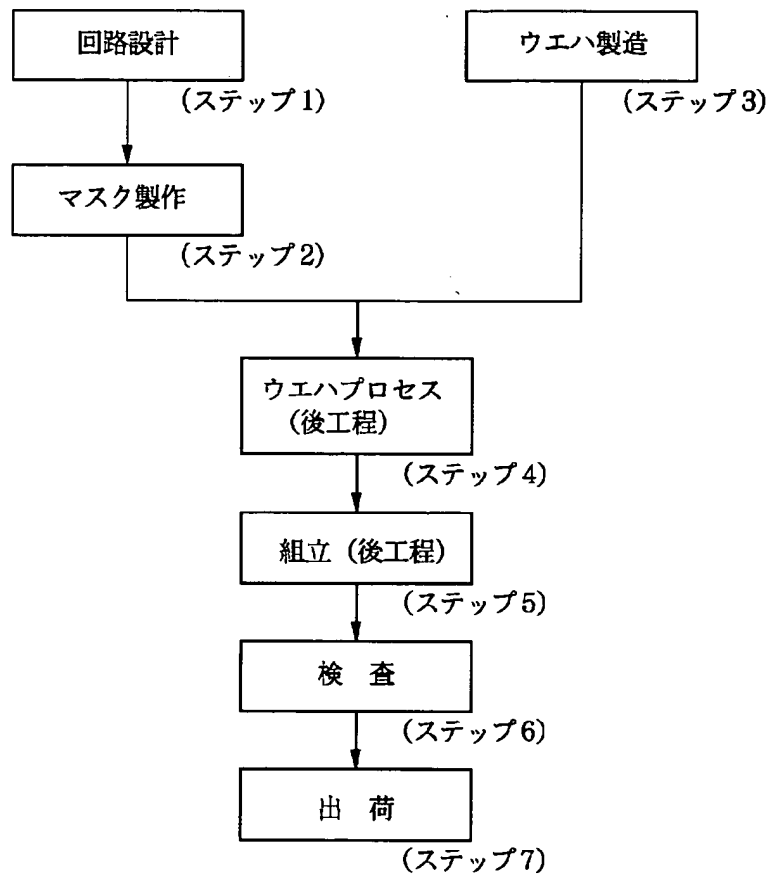 回路設計
(ステップ1)
マスク製作
(ステップ2)
ウエハ製造
(ステップ3)
ウエハプロセス
(後工程)
(ステップ4)
組立(後工程)
(ステップ5)
検 査
(ステップ6)
出 荷
(ステップ7)